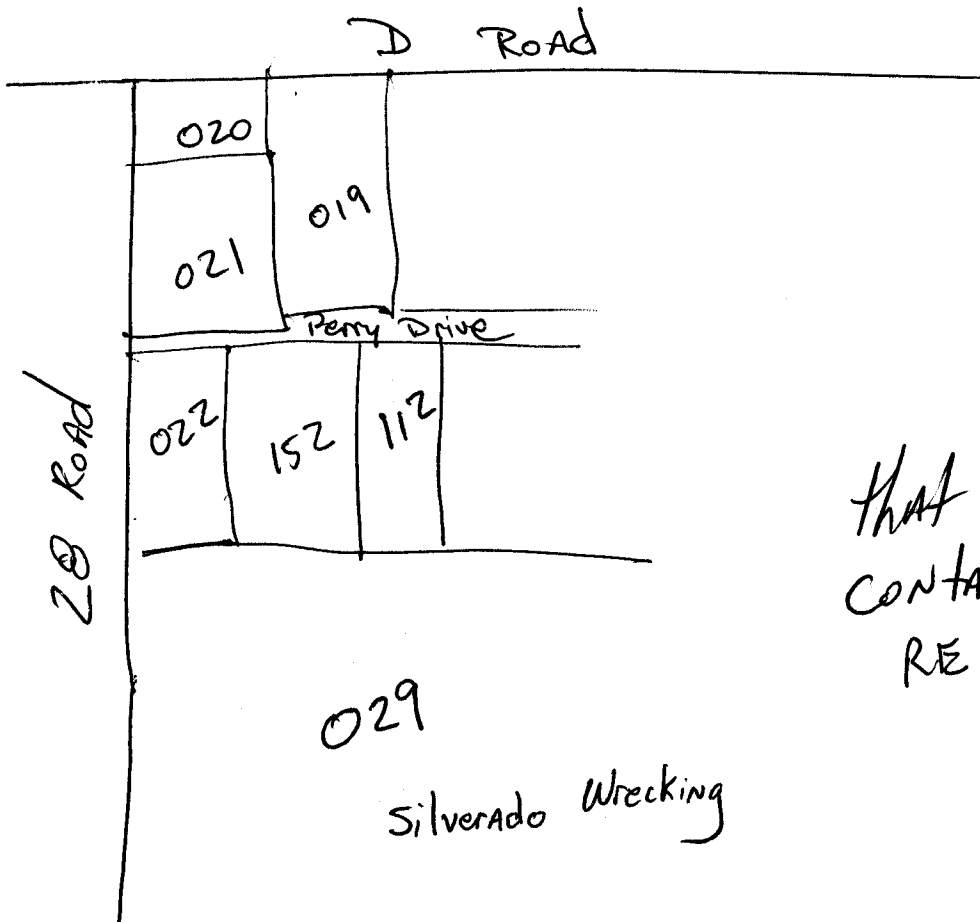 D Road
020
019
021
Perry Drive
022
152
112
28 Road
that
CONTA
RE
029
Silverado Wrecking